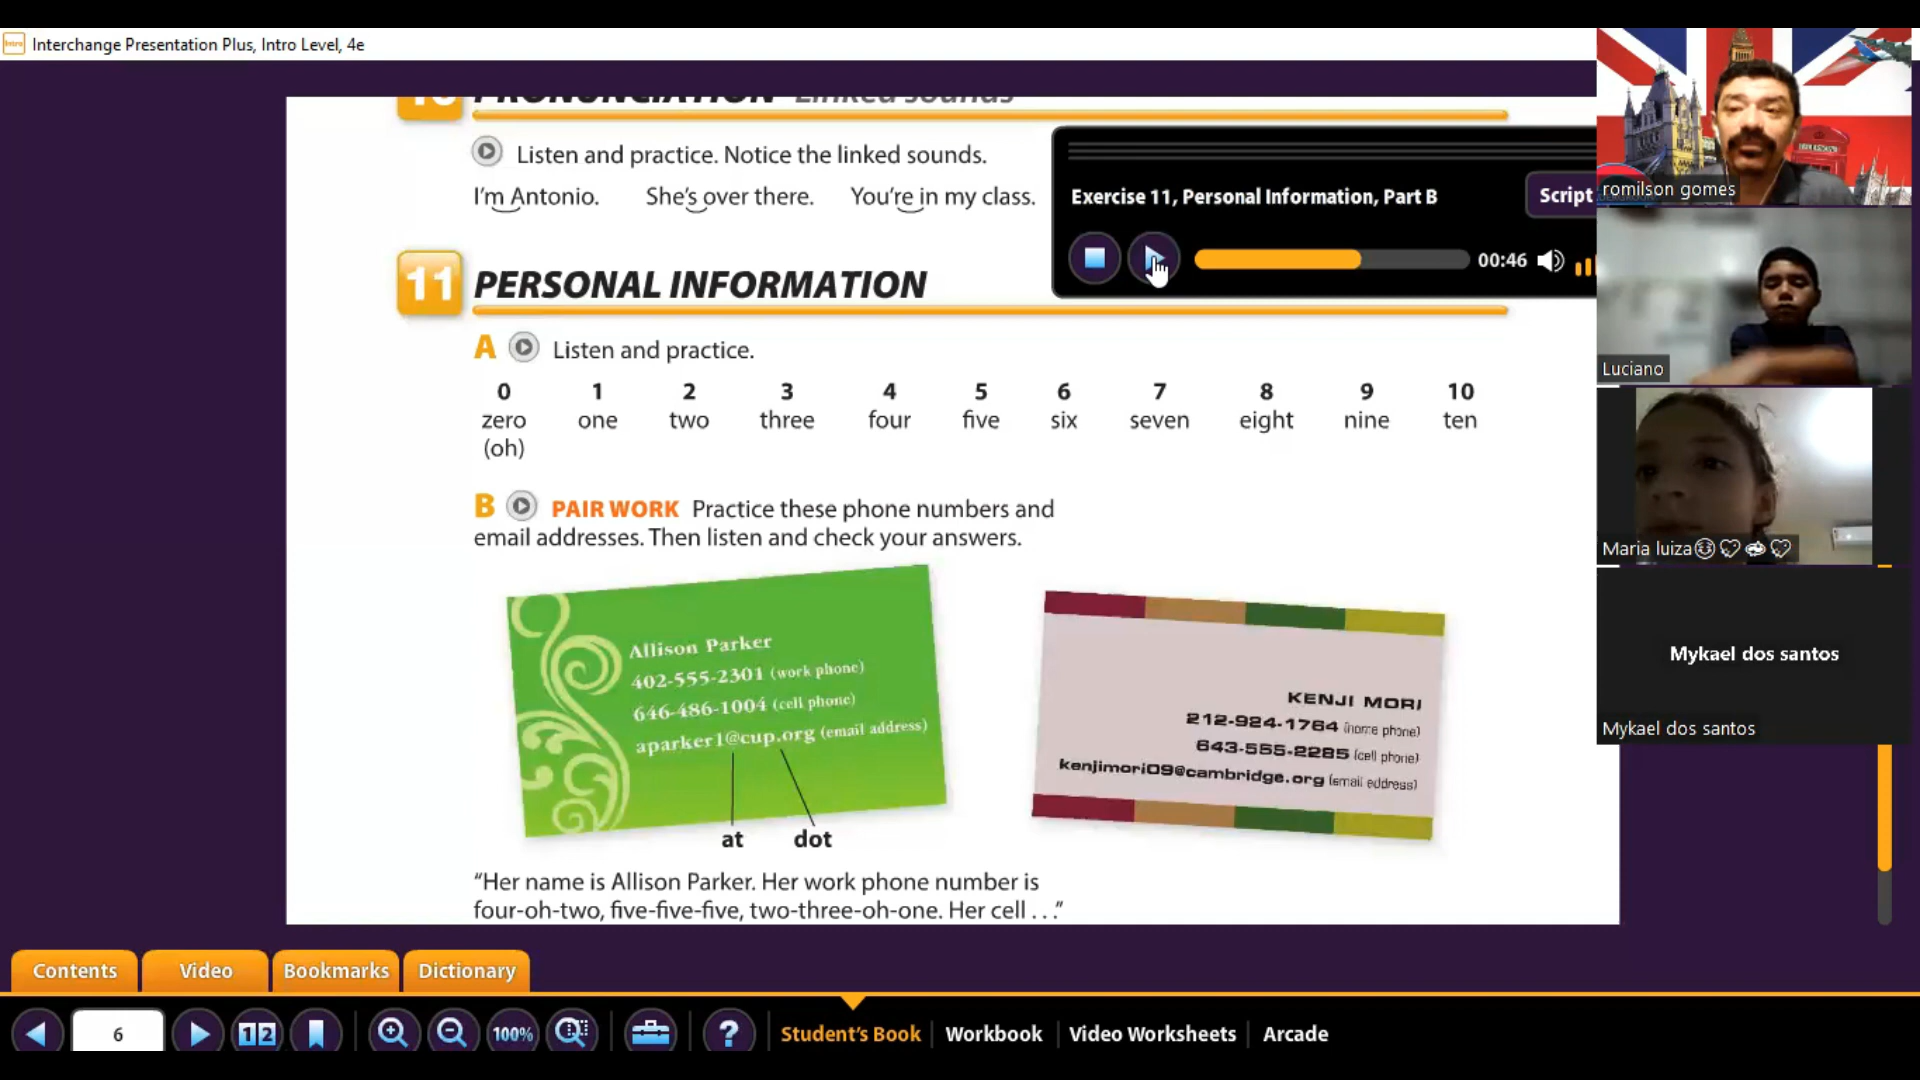 Interchange Presentation Plus, Intro Level, 4e
10 PRONUNCIATION Linked sounds
Listen and practice. Notice the linked sounds.
I'm Antonio. She's over there. You're in my class.
Exercise 11, Personal Information, Part B
Script
00:46
11 PERSONAL INFORMATION
A Listen and practice.
0 1 2 3 4 5 6 7 8 9 10
zero one two three four five six seven eight nine ten
(oh)
B PAIR WORK Practice these phone numbers and
email addresses. Then listen and check your answers.
Allison Parker
402-555-2301 (work phone)
646-486-1004 (cell phone)
aparker1@cup.org (email address)
at dot
KENJI MORI
212-924-1764 (home phone)
643-555-2285 (cell phone)
kenjimori09@cambridge.org (email address)
"Her name is Allison Parker. Her work phone number is
four-oh-two, five-five-five, two-three-oh-one. Her cell . . ."
romilson gomes
Luciano
Maria luiza
Mykael dos santos
Mykael dos santos
Contents Video Bookmarks Dictionary
6 12 100% ? Student's Book Workbook Video Worksheets Arcade